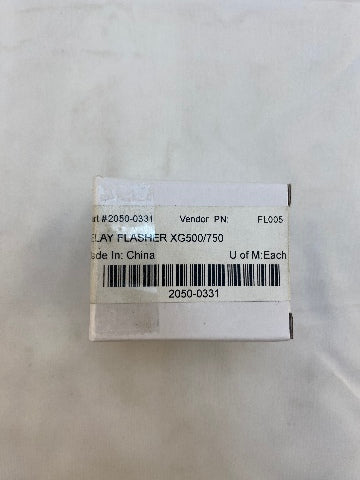 art # 2050-0331 Vendor PN: FL005
ELAY FLASHER XG500/750
ade In: China U of M:Each
2050-0331